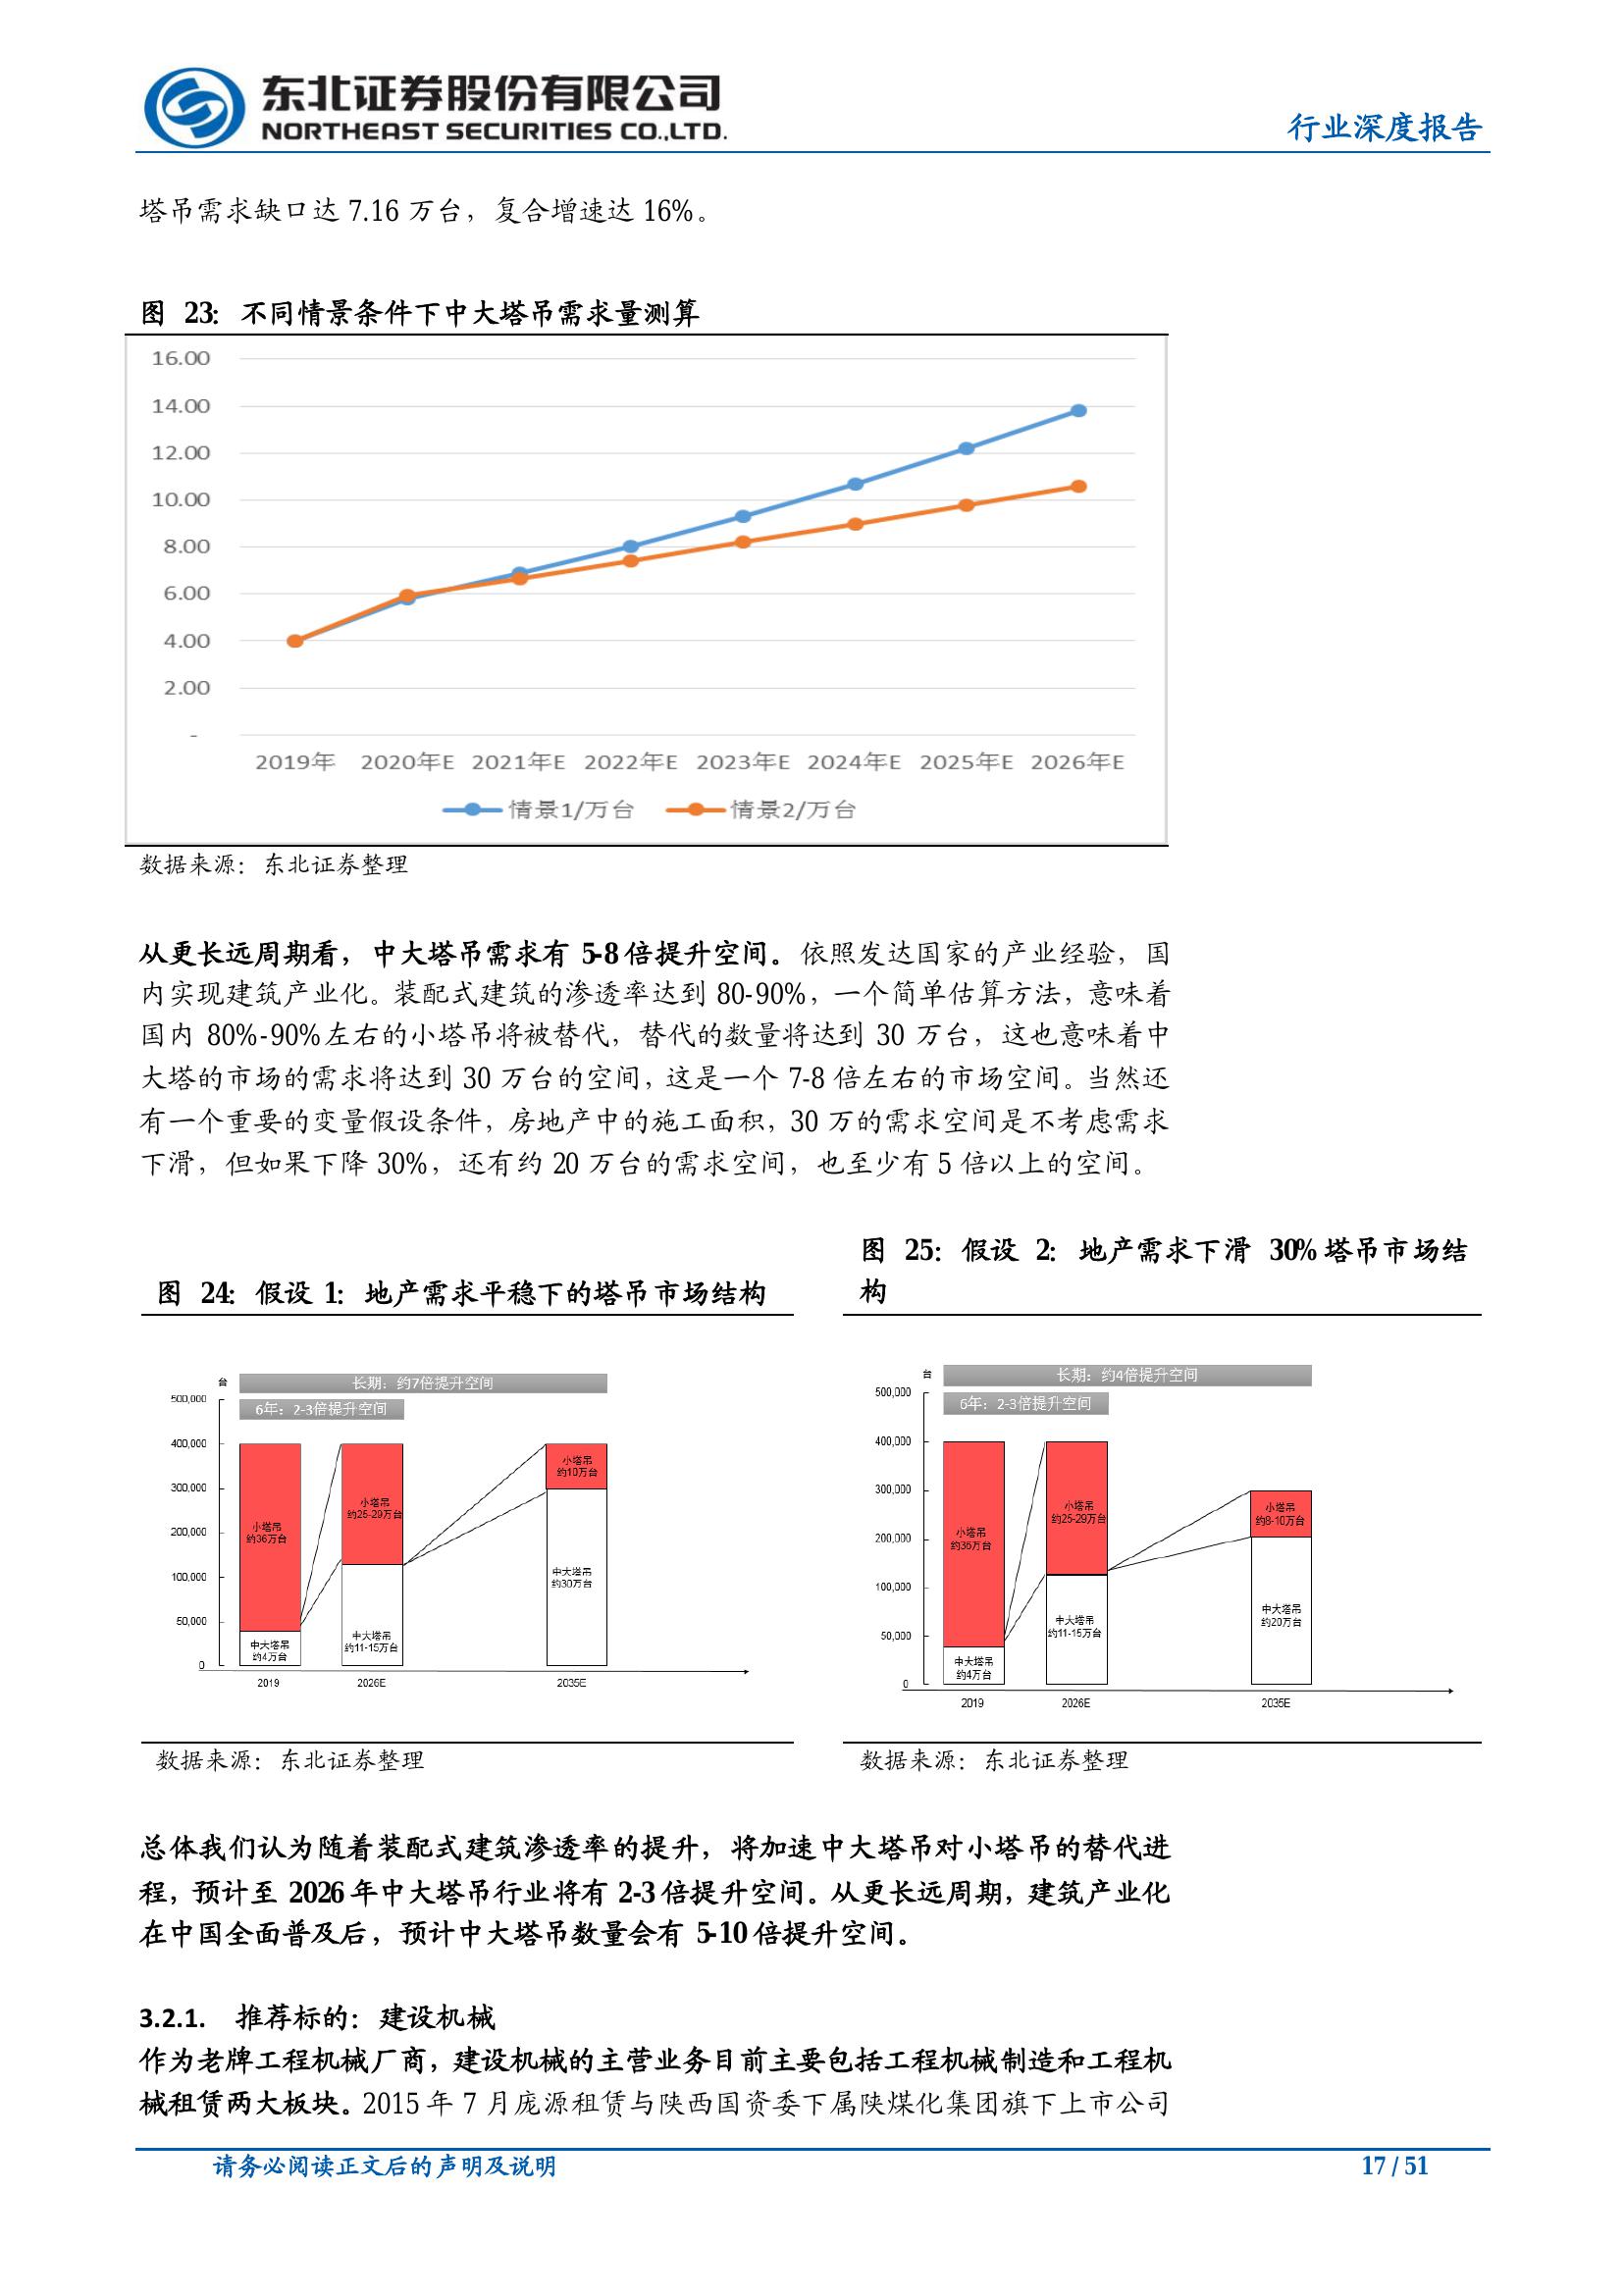 东北证券股份有限公司
NORTHEAST SECURITIES CO.,LTD.
行业深度报告
塔吊需求缺口达 7.16 万台，复合增速达 16%。
图 23：不同情景条件下中大塔吊需求量测算
16.00
14.00
12.00
10.00
8.00
6.00
4.00
2.00
-
2019年 2020年E 2021年E 2022年E 2023年E 2024年E 2025年E 2026年E
情景1/万台 情景2/万台
数据来源：东北证券整理
从更长远周期看，中大塔吊需求有 5-8 倍提升空间。依照发达国家的产业经验，国
内实现建筑产业化。装配式建筑的渗透率达到 80-90%，一个简单估算方法，意味着
国内 80%-90%左右的小塔吊将被替代，替代的数量将达到 30 万台，这也意味着中
大塔的市场的需求将达到 30 万台的空间，这是一个 7-8 倍左右的市场空间。当然还
有一个重要的变量假设条件，房地产中的施工面积，30 万的需求空间是不考虑需求
下滑，但如果下降 30%，还有约 20 万台的需求空间，也至少有 5 倍以上的空间。
图 24：假设 1：地产需求平稳下的塔吊市场结构
台
长期：约7倍提升空间
6年：2-3倍提升空间
500,000
400,000
300,000
200,000
100,000
50,000
0
小塔吊
约36万台
中大塔吊
约4万台
小塔吊
约25-29万台
中大塔吊
约11-15万台
小塔吊
约10万台
中大塔吊
约30万台
2019 2026E 2035E
数据来源：东北证券整理
图 25：假设 2：地产需求下滑 30%塔吊市场结
构
台
长期：约4倍提升空间
6年：2-3倍提升空间
500,000
400,000
300,000
200,000
100,000
50,000
0
小塔吊
约36万台
中大塔吊
约4万台
小塔吊
约25-29万台
中大塔吊
约11-15万台
小塔吊
约8-10万台
中大塔吊
约20万台
2019 2026E 2035E
数据来源：东北证券整理
总体我们认为随着装配式建筑渗透率的提升，将加速中大塔吊对小塔吊的替代进
程，预计至 2026 年中大塔吊行业将有 2-3 倍提升空间。从更长远周期，建筑产业化
在中国全面普及后，预计中大塔吊数量会有 5-10 倍提升空间。
3.2.1. 推荐标的：建设机械
作为老牌工程机械厂商，建设机械的主营业务目前主要包括工程机械制造和工程机
械租赁两大板块。2015 年 7 月庞源租赁与陕西国资委下属陕煤化集团旗下上市公司
请务必阅读正文后的声明及说明
17 / 51